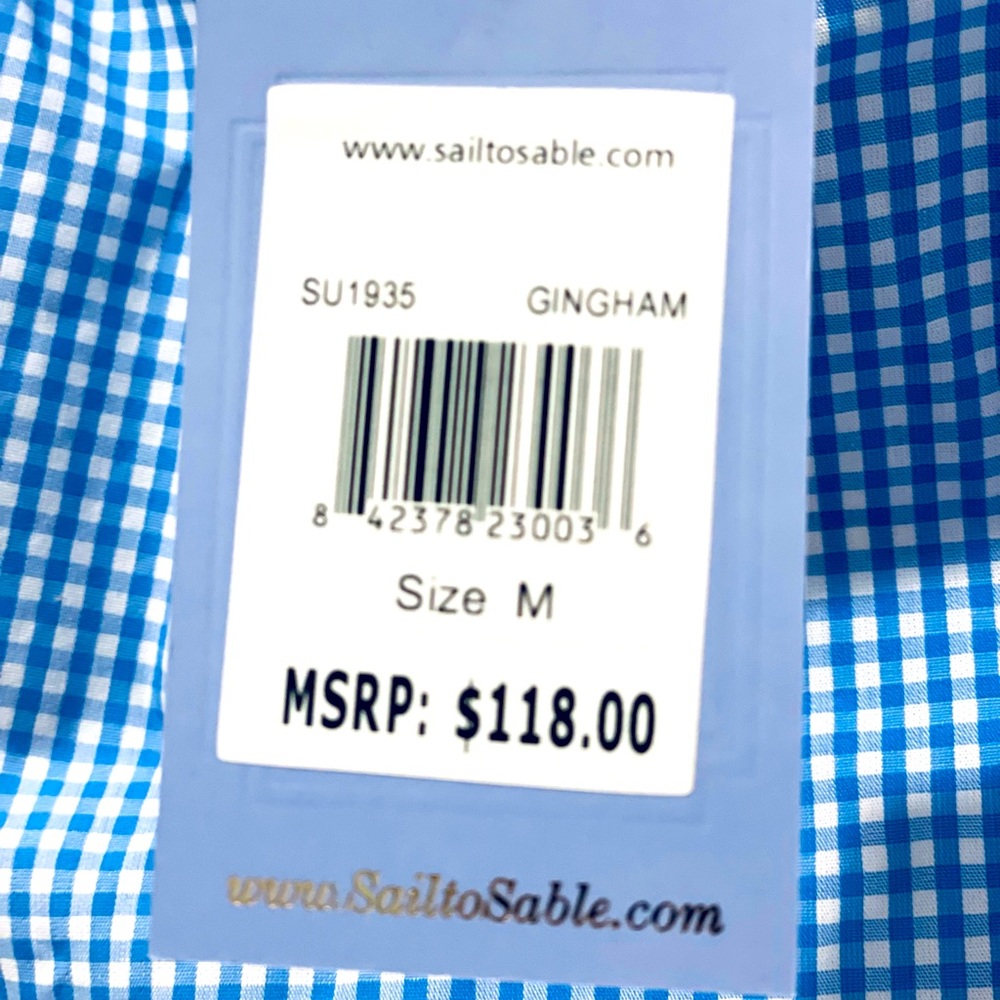 www.sailtosable.com
SU1935 GINGHAM
8 42378 23003 6
Size M
MSRP: $118.00
www.SailtoSable.com